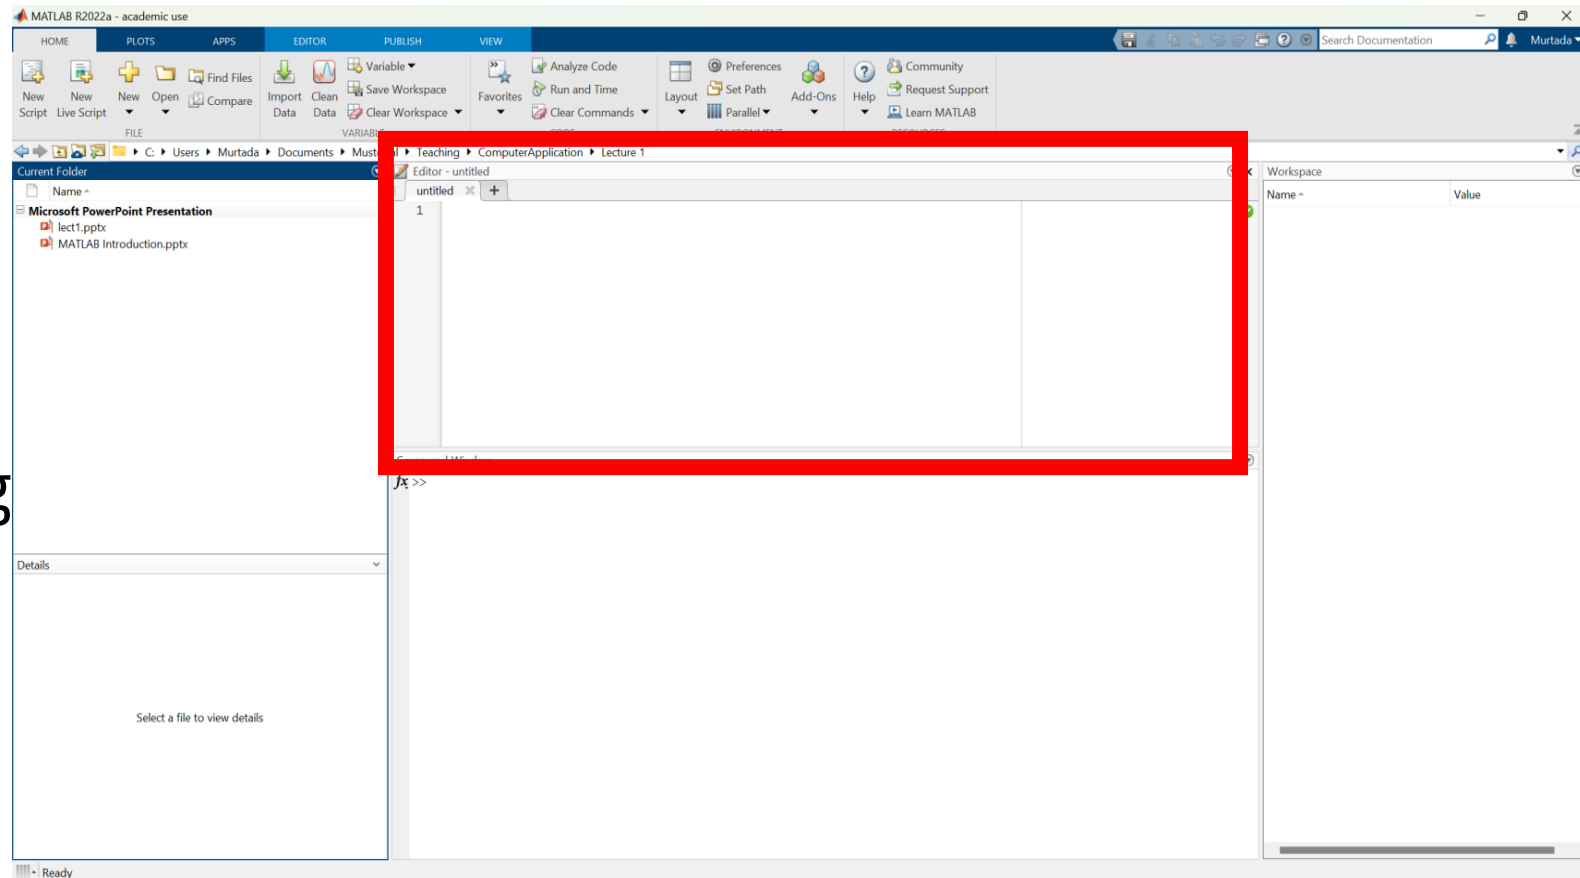 MATLAB R2022a - academic use
HOME PLOTS APPS EDITOR PUBLISH VIEW
Search Documentation Murtada
New Script New Live Script New Open Find Files Compare
FILE
Import Data Clean Data Variable Save Workspace Clear Workspace
VARIABLE
Favorites Analyze Code Run and Time Clear Commands
Layout Preferences Set Path Parallel Add-Ons
Help Community Request Support Learn MATLAB
C: Users Murtada Documents Teaching ComputerApplication Lecture 1
Current Folder
Name
Microsoft PowerPoint Presentation
lect1.pptx
MATLAB Introduction.pptx
Details
Select a file to view details
Editor - untitled
untitled +
1
fx >>
Workspace
Name Value
Ready